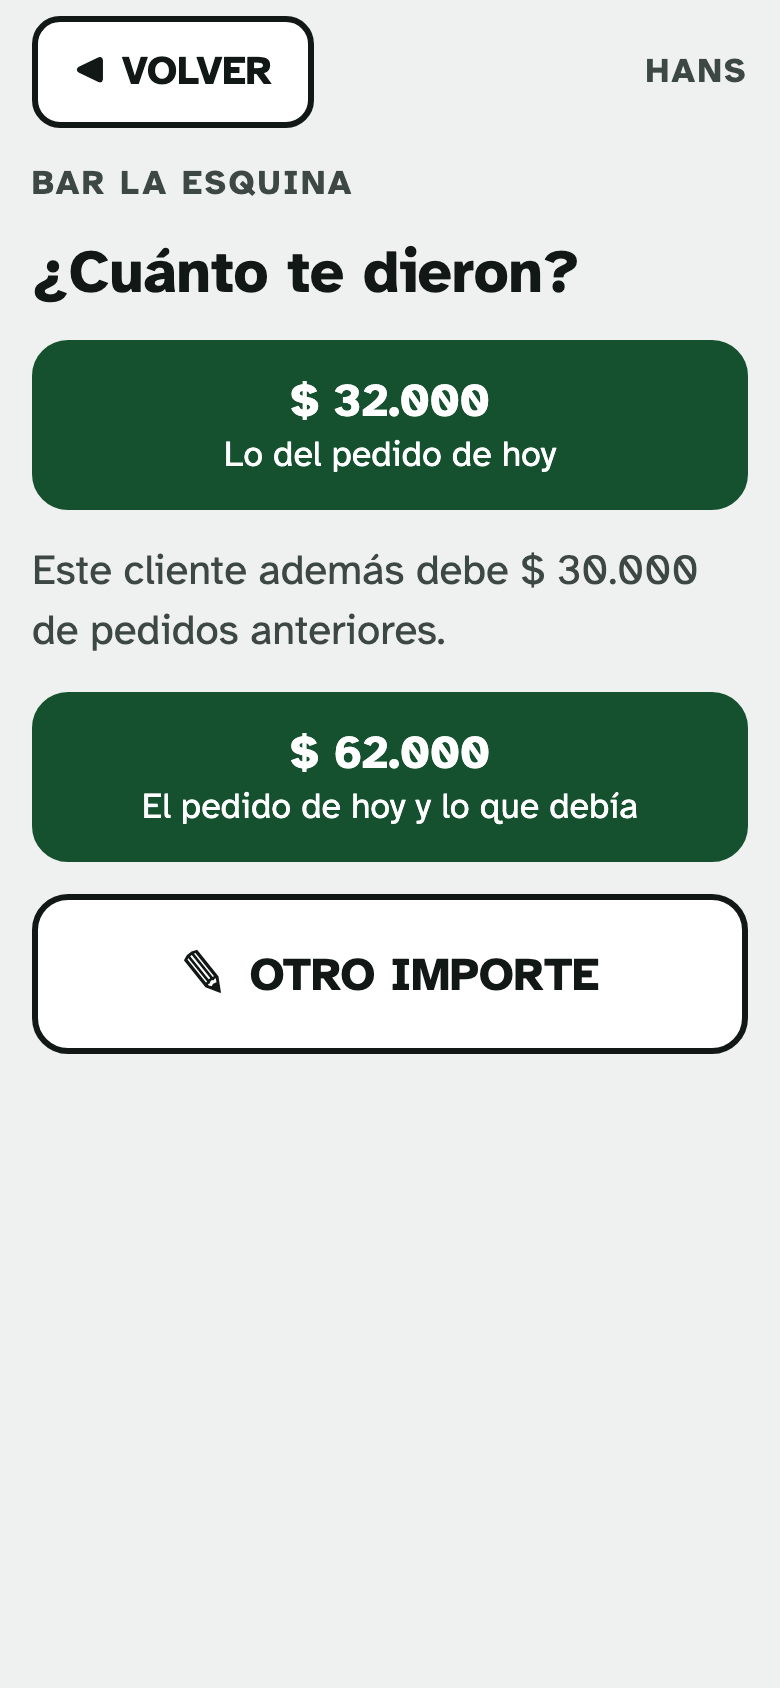 ◀ VOLVER
HANS
BAR LA ESQUINA
¿Cuánto te dieron?
$ 32.000
Lo del pedido de hoy
Este cliente además debe $ 30.000
de pedidos anteriores.
$ 62.000
El pedido de hoy y lo que debía
✎ OTRO IMPORTE